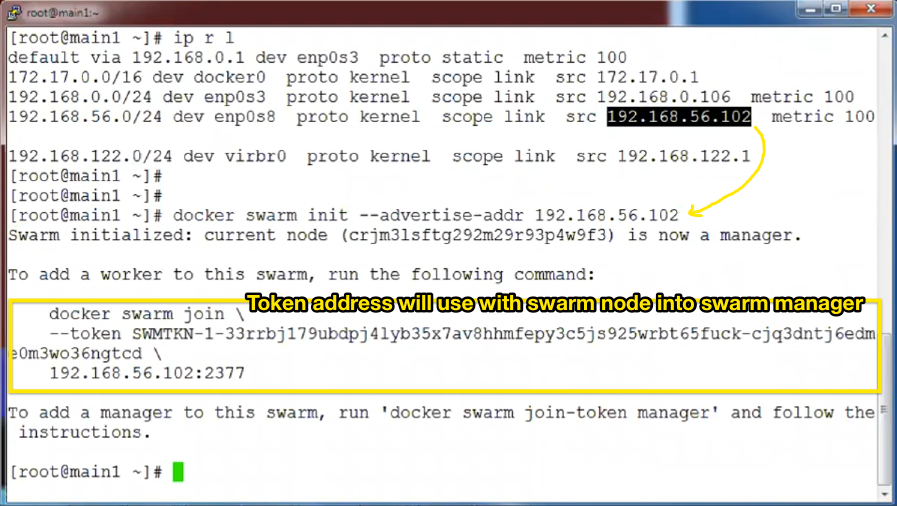 root@main1:~
[root@main1 ~]# ip r l
default via 192.168.0.1 dev enp0s3  proto static  metric 100
172.17.0.0/16 dev docker0  proto kernel  scope link  src 172.17.0.1
192.168.0.0/24 dev enp0s3  proto kernel  scope link  src 192.168.0.106  metric 100
192.168.56.0/24 dev enp0s8  proto kernel  scope link  src 192.168.56.102  metric 100
192.168.122.0/24 dev virbr0  proto kernel  scope link  src 192.168.122.1
[root@main1 ~]#
[root@main1 ~]#
[root@main1 ~]# docker swarm init --advertise-addr 192.168.56.102
Swarm initialized: current node (crjm3lsftg292m29r93p4w9f3) is now a manager.
To add a worker to this swarm, run the following command:
Token address will use with swarm node into swarm manager
docker swarm join \
--token SWMTKN-1-33rrbj179ubdpj4lyb35x7av8hhmfepy3c5js925wrbt65fuck-cjq3dntj6edm
e0m3wo36ngtcd \
192.168.56.102:2377
To add a manager to this swarm, run 'docker swarm join-token manager' and follow the
instructions.
[root@main1 ~]#